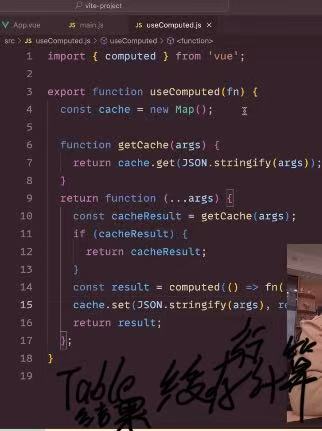 vite-project
App.vue
main.js
useComputed.js
src > useComputed.js > useComputed > <function>
1 import { computed } from 'vue';
2
3 export function useComputed(fn) {
4 const cache = new Map();
5
6 function getCache(args) {
7 return cache.get(JSON.stringify(args));
8 }
9 return function (...args) {
10 const cacheResult = getCache(args);
11 if (cacheResult) {
12 return cacheResult;
13 }
14 const result = computed(() => fn(
15 cache.set(JSON.stringify(args), re
16 return result;
17 };
18 }
19
Table 缓存计算
结果